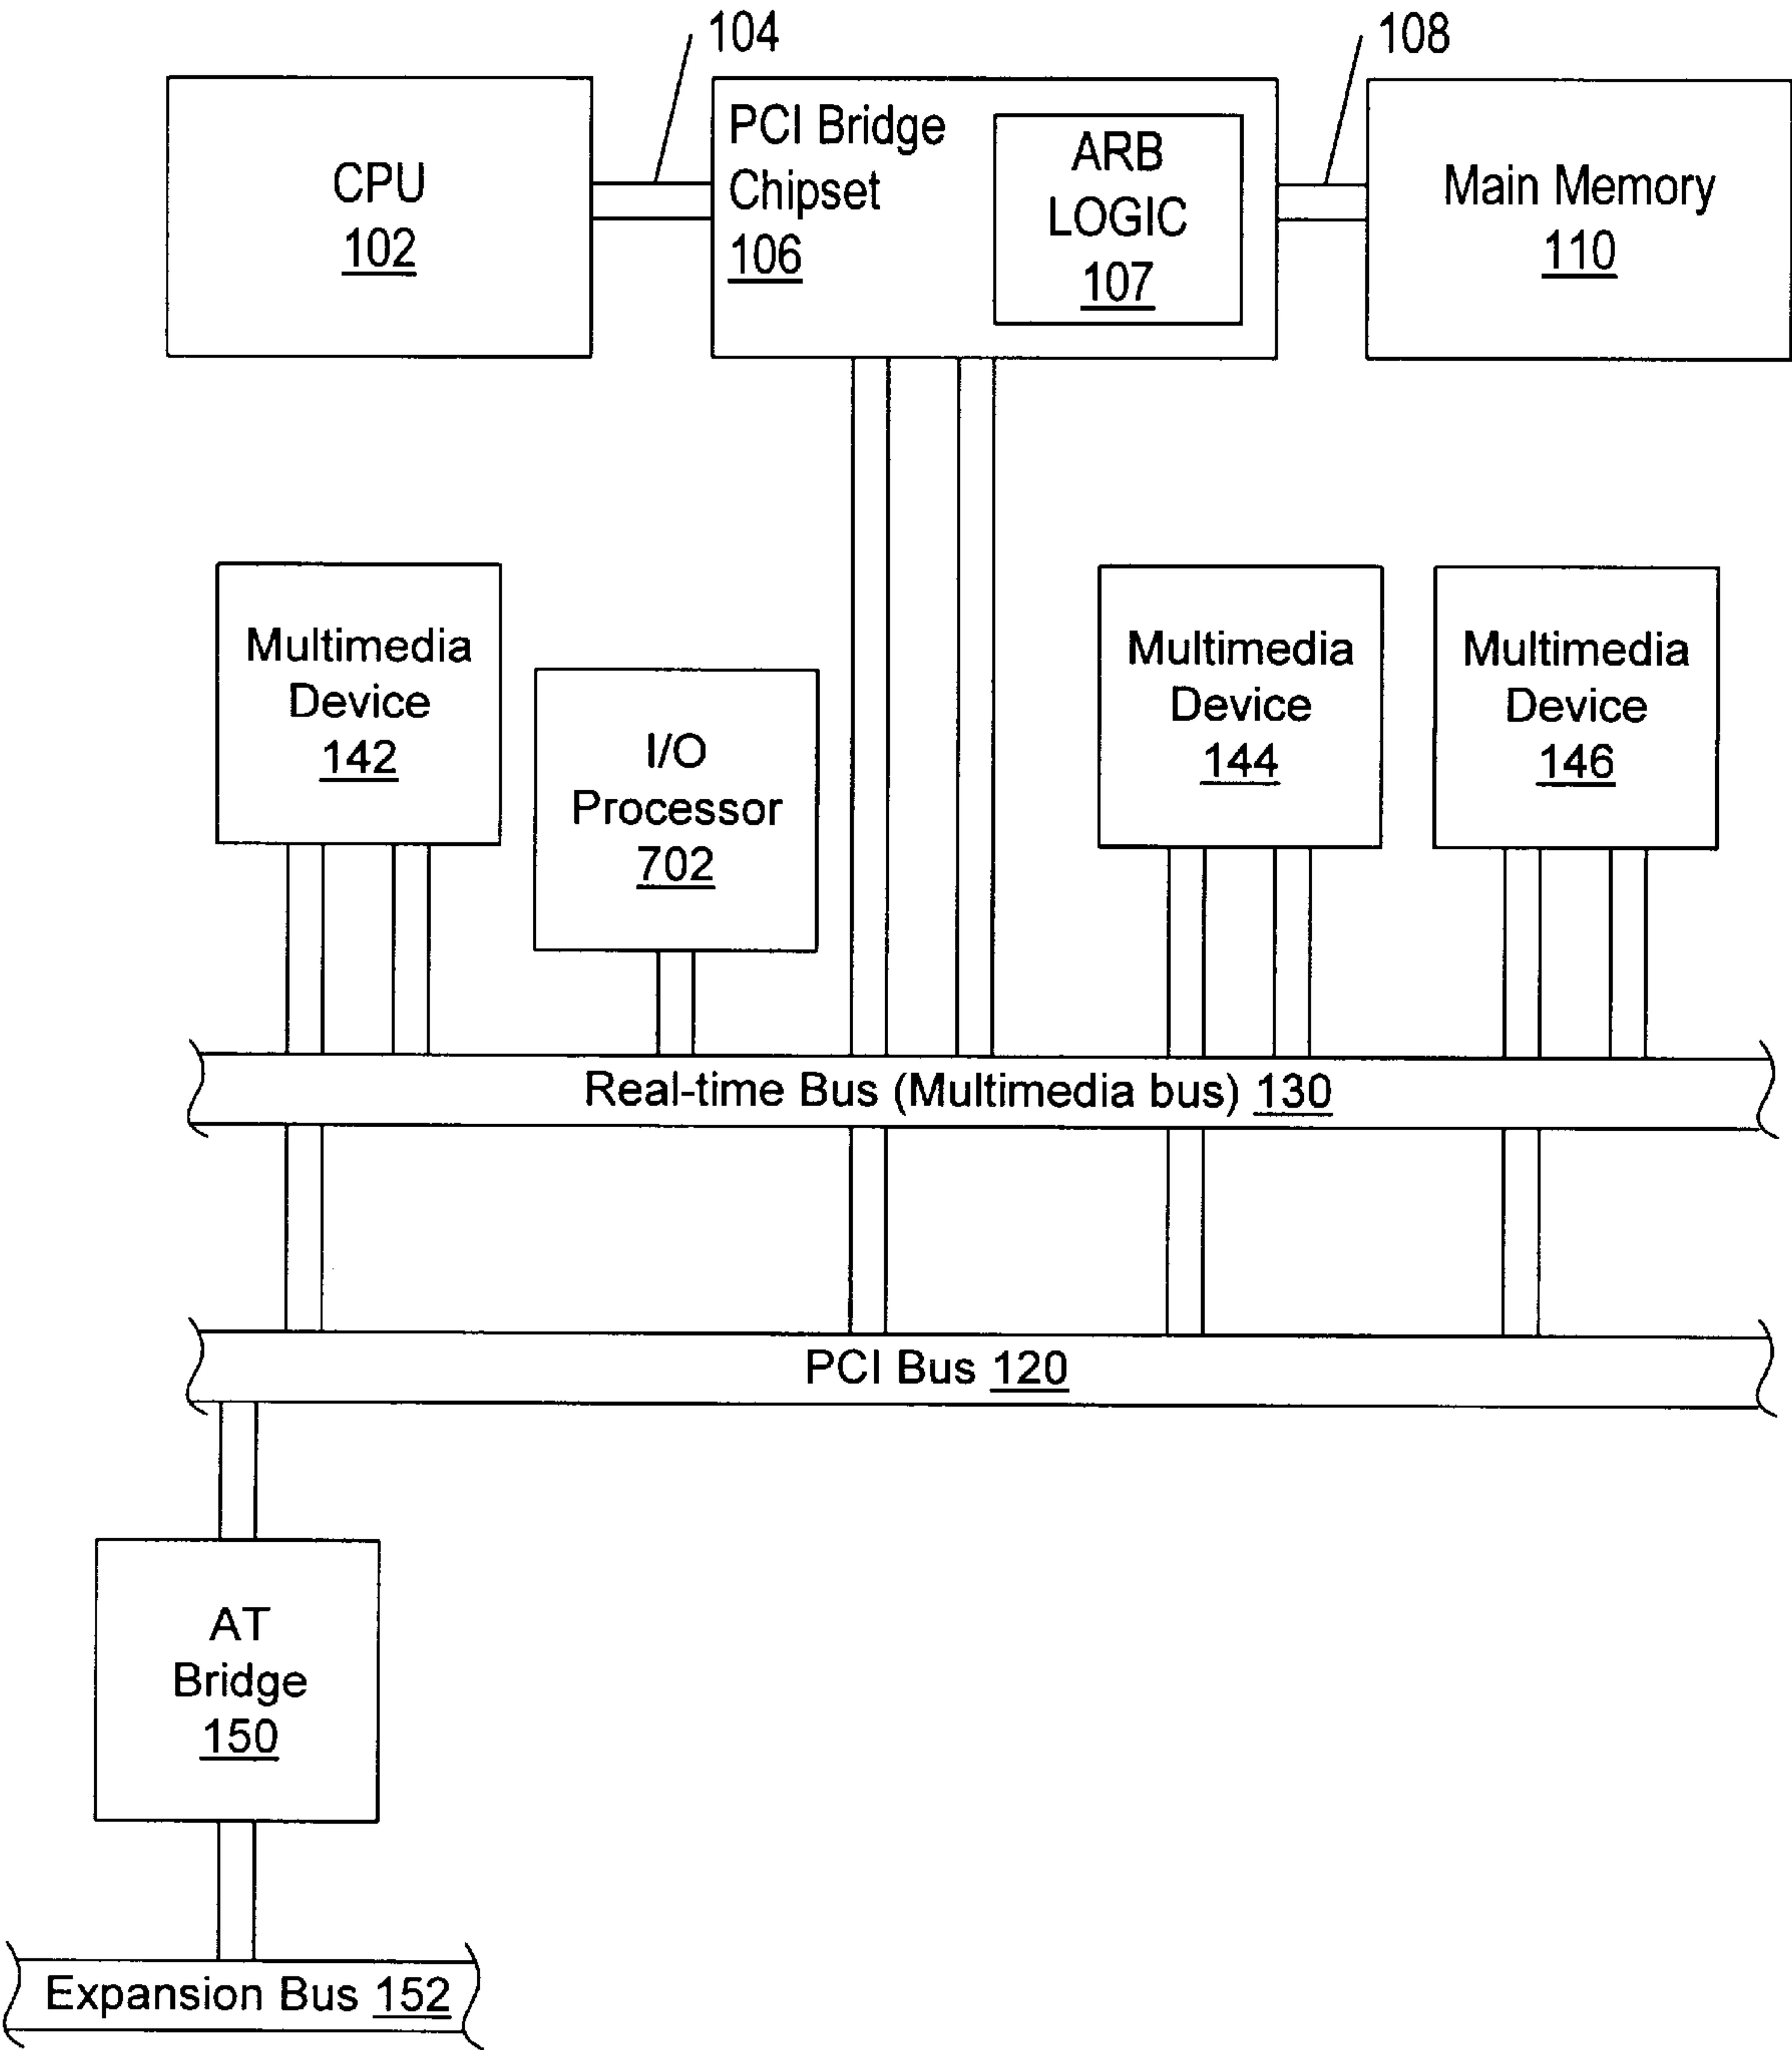 104
108
CPU
102
PCI Bridge
Chipset
106
ARB
LOGIC
107
Main Memory
110
Multimedia
Device
142
I/O
Processor
702
Multimedia
Device
144
Multimedia
Device
146
Real-time Bus (Multimedia bus) 130
PCI Bus 120
AT
Bridge
150
Expansion Bus 152